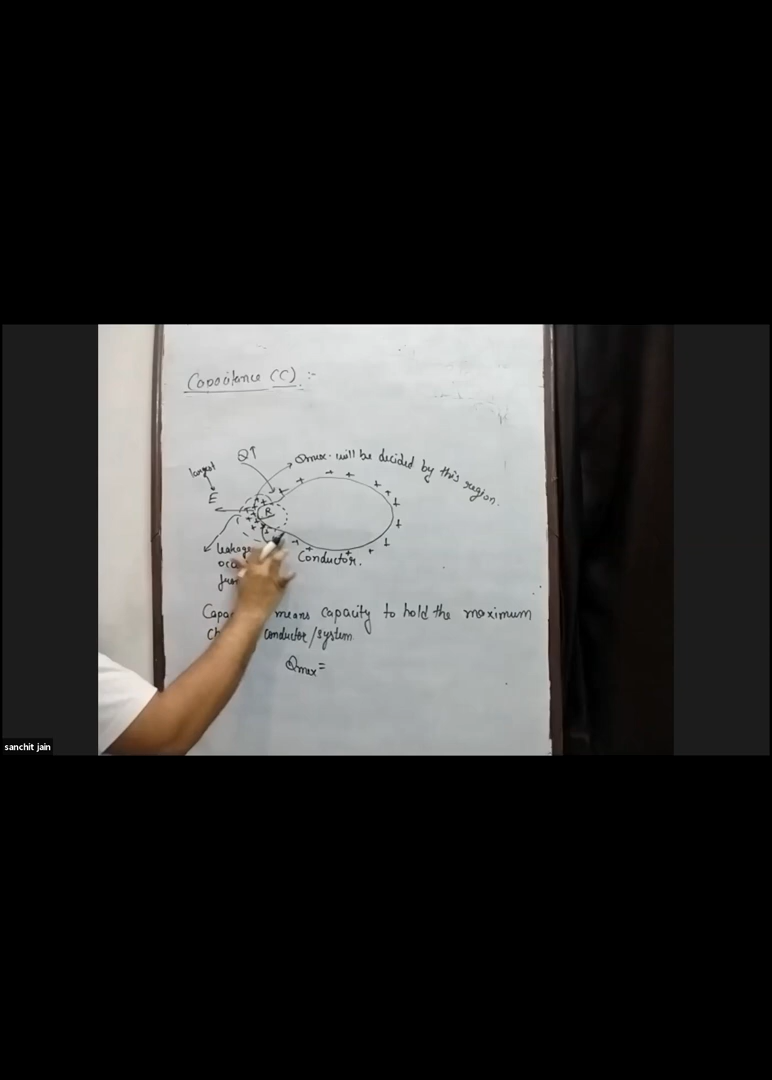 Capacitance (C) :-
Q↑
Qmax. will be decided by this region.
largest
E
R
leakage
Conductor.
means capacity to hold the maximum
conductor/system
Qmax =
sanchit jain